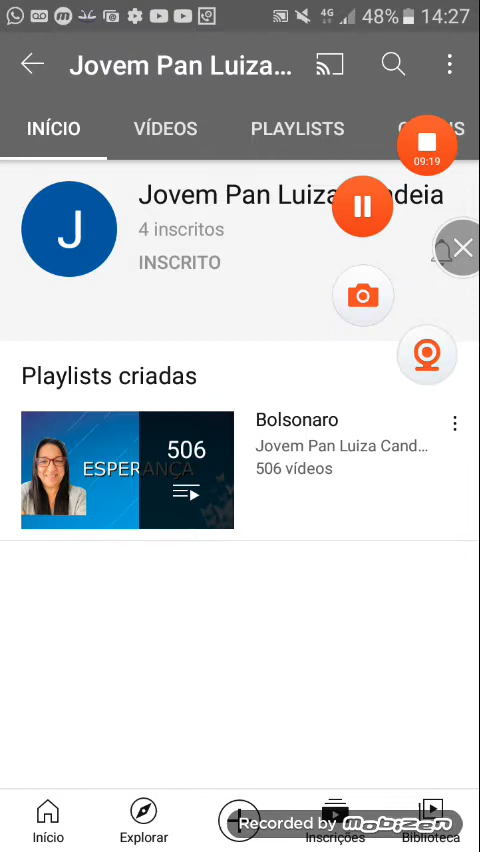 4G 48% 14:27
Jovem Pan Luiza...
INÍCIO VÍDEOS PLAYLISTS
09:19
Jovem Pan Luiza
4 inscritos
INSCRITO
Playlists criadas
506
ESPERANÇA
Bolsonaro
Jovem Pan Luiza Cand...
506 vídeos
Início Explorar Inscrições Biblioteca
Recorded by mobizen